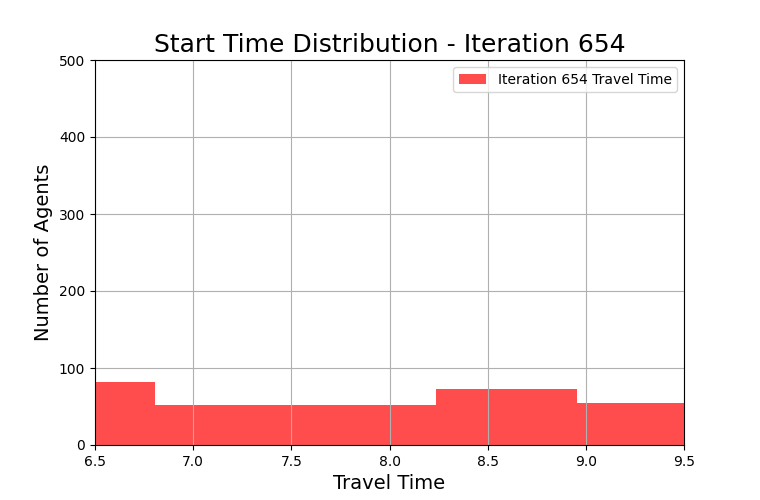 Start Time Distribution - Iteration 654
500
400
300
200
100
0
Number of Agents
Iteration 654 Travel Time
6.5 7.0 7.5 8.0 8.5 9.0 9.5
Travel Time